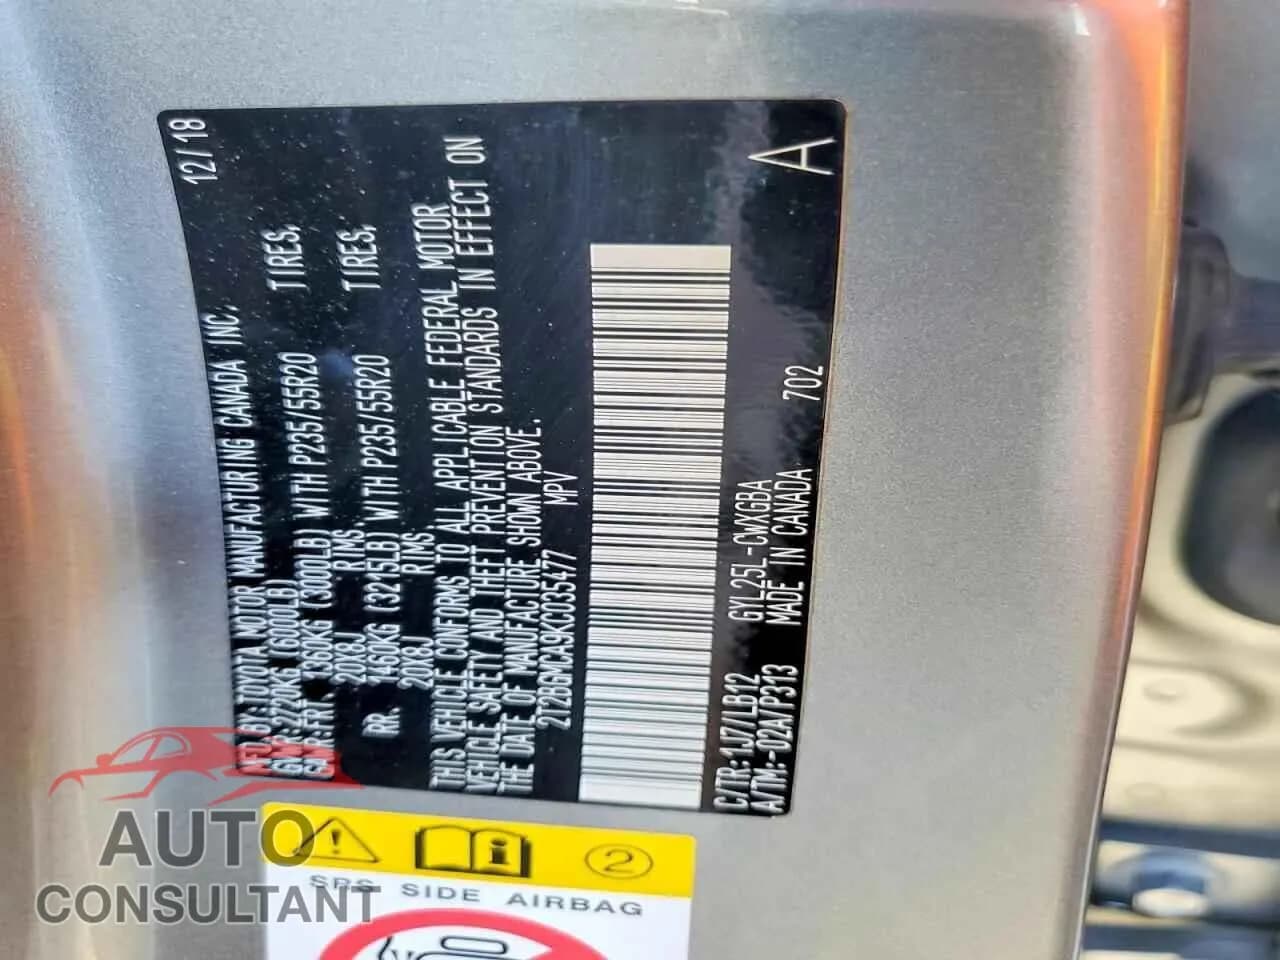 MFD.BY:TOYOTA MOTOR MANUFACTURING CANADA INC. 12/18
GVWR 2720KG (6000LB)
GAWR:FR. 1360KG (3000LB) WITH P235/55R20 TIRES,
20X8J RIMS,
RR. 1460KG (3215LB) WITH P235/55R20 TIRES,
20X8J RIMS
THIS VEHICLE CONFORMS TO ALL APPLICABLE FEDERAL MOTOR
VEHICLE SAFETY AND THEFT PREVENTION STANDARDS IN EFFECT ON
THE DATE OF MANUFACTURE SHOWN ABOVE.
2T2BGMCA9KC035477 MPV
C/TR:1J7/LB12 GYL25L-CWXGBA
A/TM:-02A/P313 MADE IN CANADA 702 A
2
SRS SIDE AIRBAG
AUTO
CONSULTANT